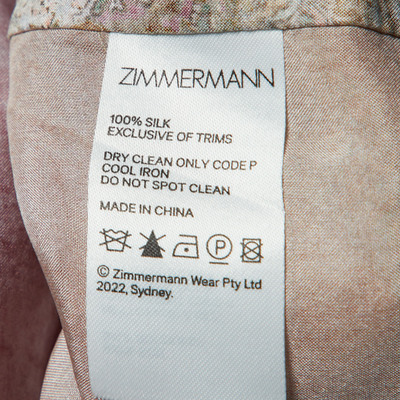 ZIMMERMANN
100% SILK
EXCLUSIVE OF TRIMS
DRY CLEAN ONLY CODE P
COOL IRON
DO NOT SPOT CLEAN
MADE IN CHINA
P
© Zimmermann Wear Pty Ltd
2022, Sydney.